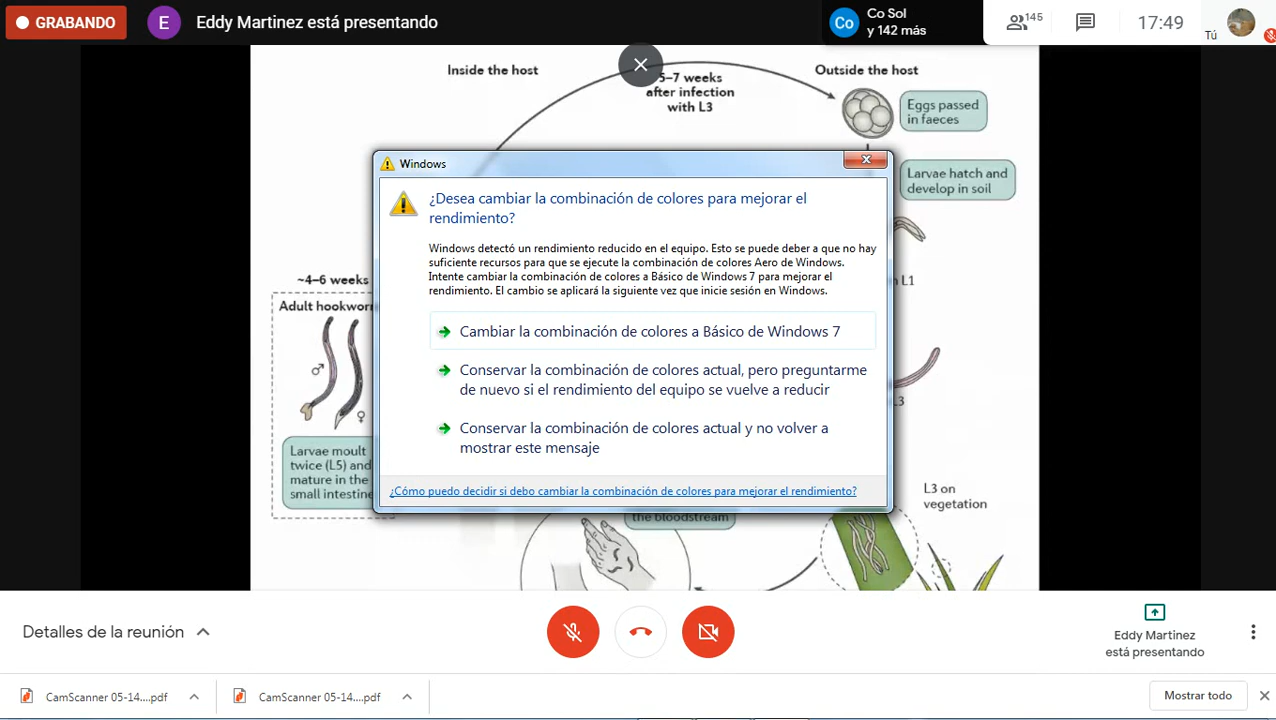 GRABANDO
E
Eddy Martinez está presentando
Co
Co Sol
y 142 más
145
17:49
Tú
Inside the host
5–7 weeks
after infection
with L3
Outside the host
Eggs passed
in faeces
Larvae hatch and
develop in soil
L1
~4–6 weeks
Adult hookworm
♂
♀
Larvae moult
twice (L5) and
mature in the
small intestine
L3
L3 on
vegetation
the bloodstream
Windows
¿Desea cambiar la combinación de colores para mejorar el
rendimiento?
Windows detectó un rendimiento reducido en el equipo. Esto se puede deber a que no hay
suficiente recursos para que se ejecute la combinación de colores Aero de Windows.
Intente cambiar la combinación de colores a Básico de Windows 7 para mejorar el
rendimiento. El cambio se aplicará la siguiente vez que inicie sesión en Windows.
Cambiar la combinación de colores a Básico de Windows 7
Conservar la combinación de colores actual, pero preguntarme
de nuevo si el rendimiento del equipo se vuelve a reducir
Conservar la combinación de colores actual y no volver a
mostrar este mensaje
¿Cómo puedo decidir si debo cambiar la combinación de colores para mejorar el rendimiento?
Detalles de la reunión
Eddy Martinez
está presentando
CamScanner 05-14....pdf
CamScanner 05-14....pdf
Mostrar todo